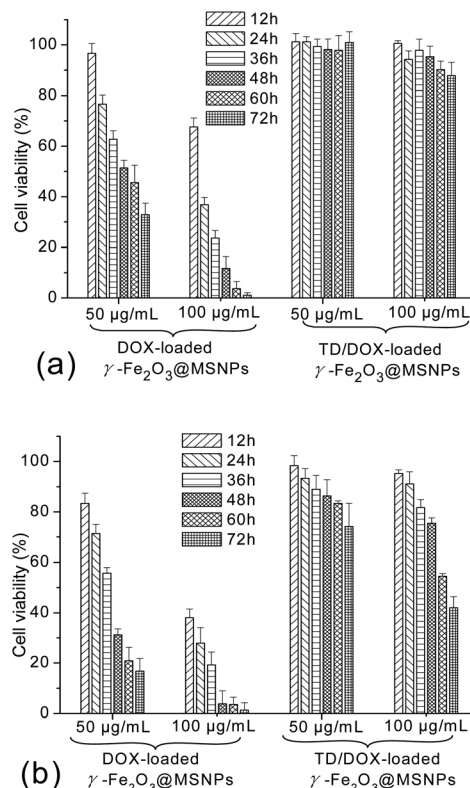 12h
24h
36h
48h
60h
72h
100
80
60
40
20
0
Cell viability (%)
50 µg/mL 100 µg/mL 50 µg/mL 100 µg/mL
DOX-loaded TD/DOX-loaded
γ-Fe₂O₃@MSNPs γ-Fe₂O₃@MSNPs
(a)
12h
24h
36h
48h
60h
72h
100
80
60
40
20
0
Cell viability (%)
50 µg/mL 100 µg/mL 50 µg/mL 100 µg/mL
DOX-loaded TD/DOX-loaded
γ-Fe₂O₃@MSNPs γ-Fe₂O₃@MSNPs
(b)